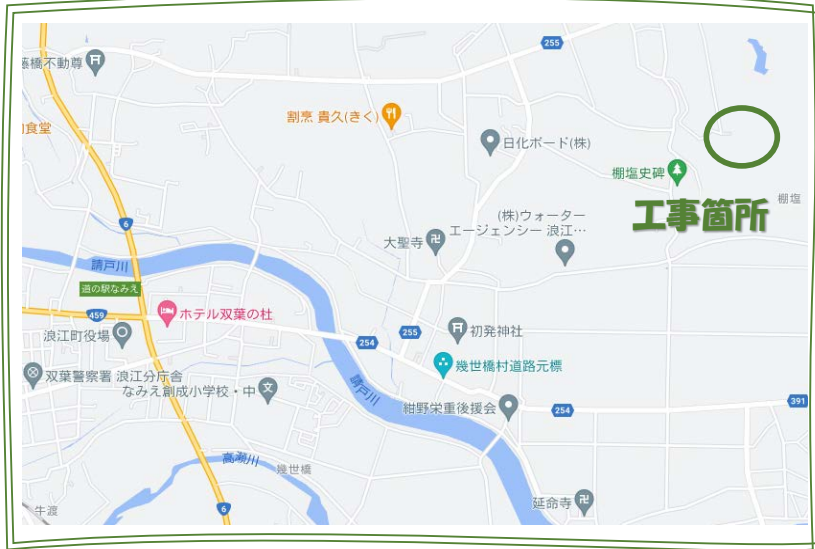 255
藤橋不動尊
割烹 貴久(きく)
食堂
日化ボード(株)
棚塩史碑
棚塩
工事箇所
(株)ウォーター
エージェンシー 浪江…
大聖寺
6
請戸川
道の駅なみえ
459
ホテル双葉の杜
浪江町役場
254
255
初発神社
幾世橋村道路元標
双葉警察署 浪江分庁舎
なみえ創成小学校・中
請戸川
紺野栄重後援会
254
391
高瀬川
幾世橋
延命寺
牛渡
6